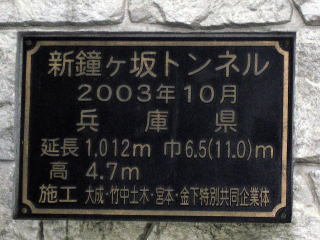 新鐘ヶ坂トンネル
2003年10月
兵庫県
延長1,012m 巾6.5(11.0)m
高 4.7m
施工 大成・竹中土木・宮本・金下特別共同企業体